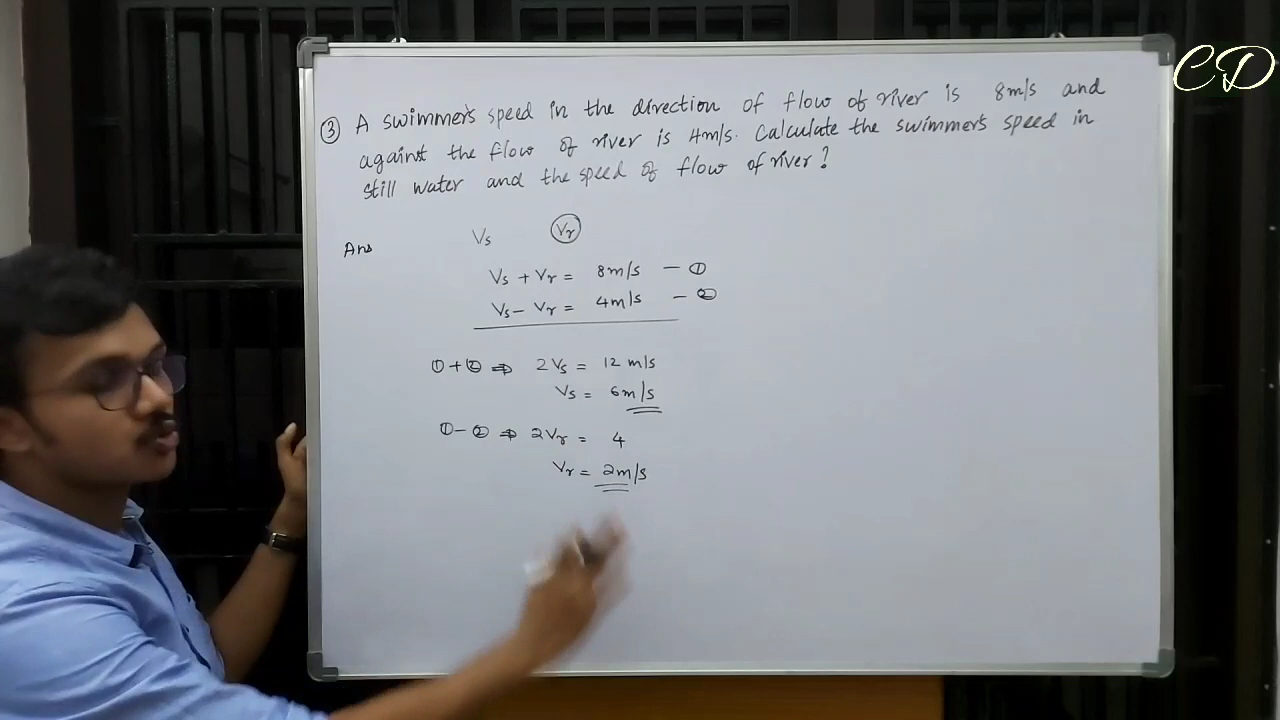 CD
③ A swimmer's speed in the direction of flow of river is 8m/s and
against the flow of river is 4m/s. Calculate the swimmer's speed in
still water and the speed of flow of river?
Ans
Vs Vr
Vs + Vr = 8m/s — ①
Vs – Vr = 4m/s – ②
① + ② ⇒ 2Vs = 12 m/s
Vs = 6m/s
① – ② ⇒ 2Vr = 4
Vr = 2m/s